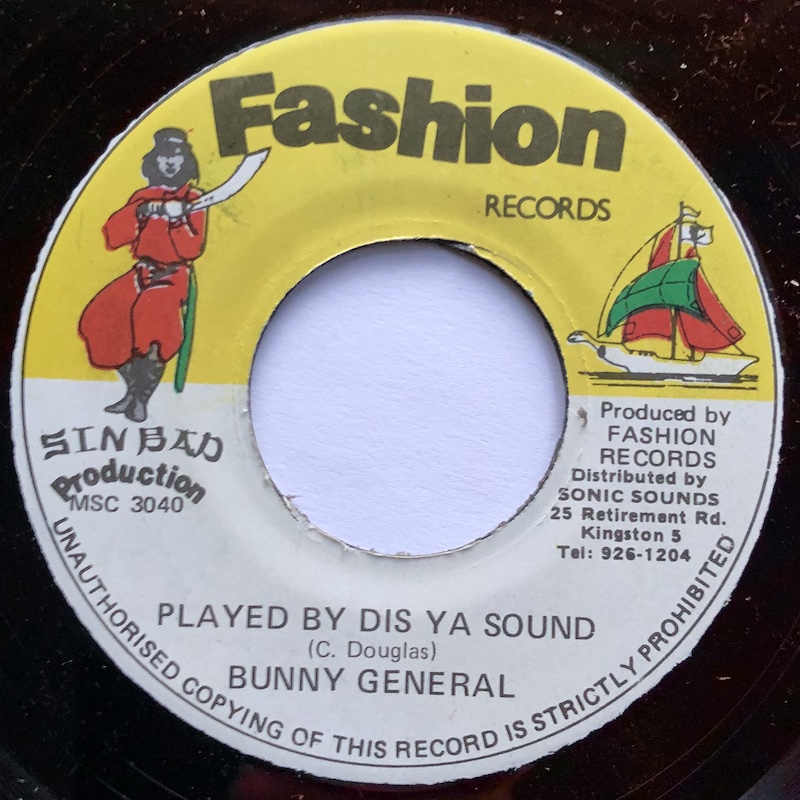 Fashion
RECORDS
SINBAD
Production
MSC 3040
Produced by
FASHION
RECORDS
Distributed by
SONIC SOUNDS
25 Retirement Rd.
Kingston 5
Tel: 926-1204
PLAYED BY DIS YA SOUND
(C. Douglas)
BUNNY GENERAL
UNAUTHORISED COPYING OF THIS RECORD IS STRICTLY PROHIBITED